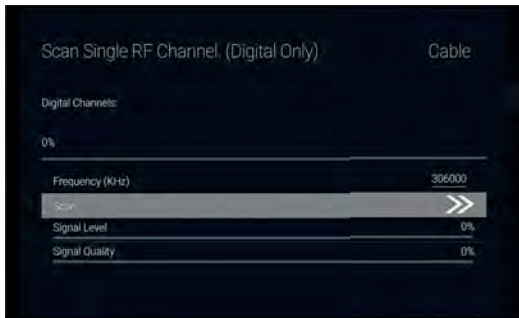 Scan Single RF Channel. (Digital Only) Cable
Digital Channels:
0%
Frequency (KHz) 306000
Scan
Signal Level 0%
Signal Quality 0%